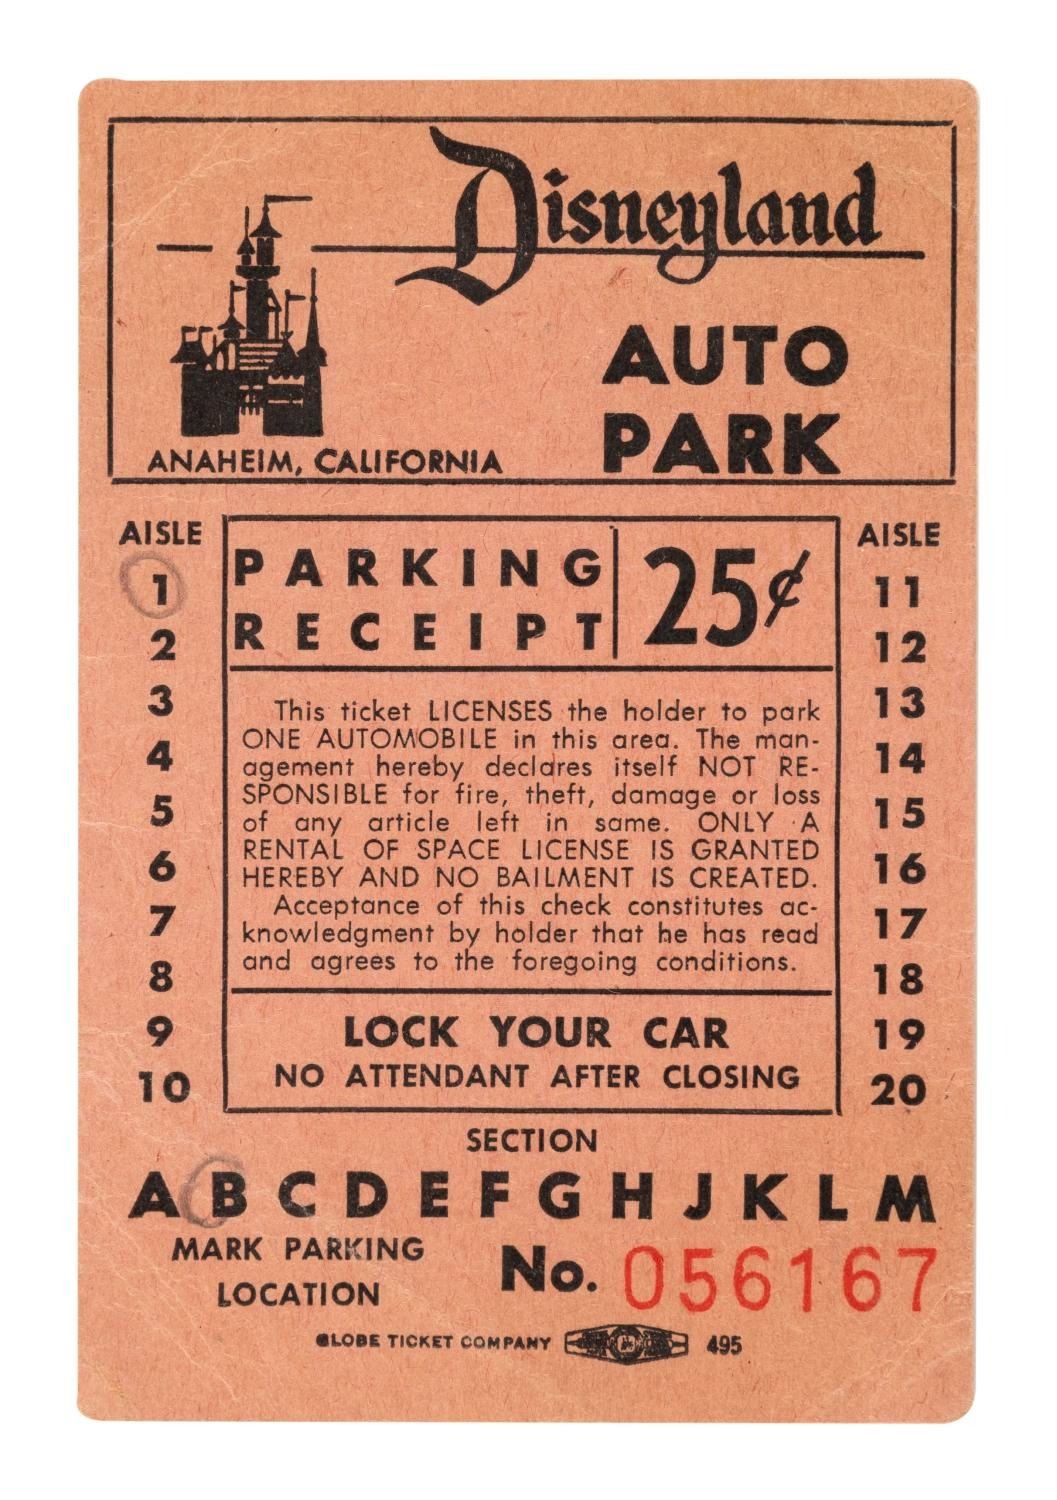 Disneyland
AUTO
PARK
ANAHEIM, CALIFORNIA
AISLE
1
2
3
4
5
6
7
8
9
10
PARKING
RECEIPT
25¢
This ticket LICENSES the holder to park
ONE AUTOMOBILE in this area. The man-
agement hereby declares itself NOT RE-
SPONSIBLE for fire, theft, damage or loss
of any article left in same. ONLY A
RENTAL OF SPACE LICENSE IS GRANTED
HEREBY AND NO BAILMENT IS CREATED.
Acceptance of this check constitutes ac-
knowledgment by holder that he has read
and agrees to the foregoing conditions.
LOCK YOUR CAR
NO ATTENDANT AFTER CLOSING
AISLE
11
12
13
14
15
16
17
18
19
20
SECTION
A B C D E F G H J K L M
MARK PARKING
LOCATION
No. 056167
GLOBE TICKET COMPANY 495